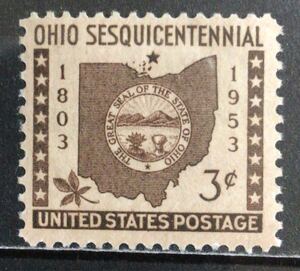 OHIO SESQUICENTENNIAL
1803
1953
THE GREAT SEAL OF THE STATE OF OHIO
3¢
UNITED STATES POSTAGE